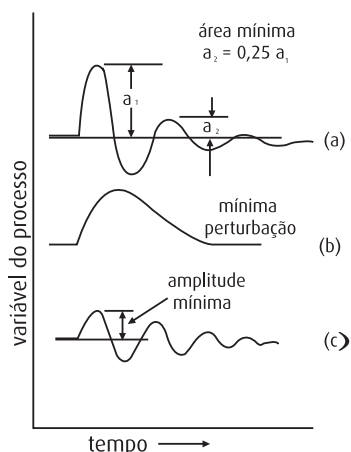 área mínima
a₂ = 0,25 a₁
a₁
a₂
(a)
mínima
perturbação
(b)
amplitude
mínima
(c)
variável do processo
tempo